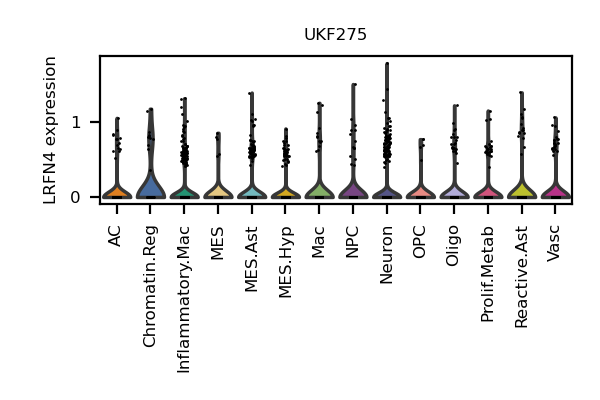 UKF275
LRFN4 expression
1
0
AC
Chromatin.Reg
Inflammatory.Mac
MES
MES.Ast
MES.Hyp
Mac
NPC
Neuron
OPC
Oligo
Prolif.Metab
Reactive.Ast
Vasc